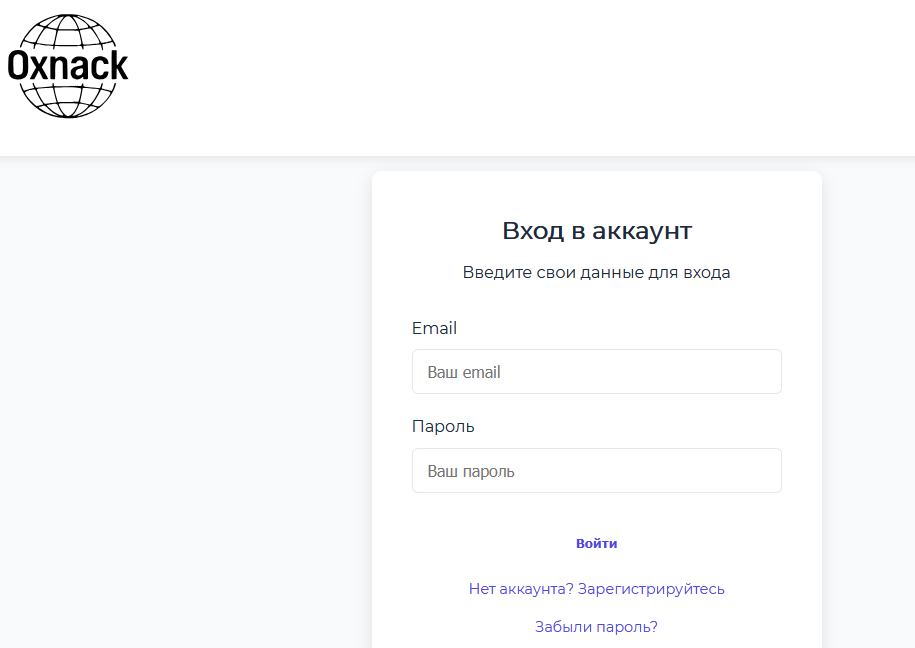 Oxnack
Вход в аккаунт
Введите свои данные для входа
Email
Ваш email
Пароль
Ваш пароль
Войти
Нет аккаунта? Зарегистрируйтесь
Забыли пароль?